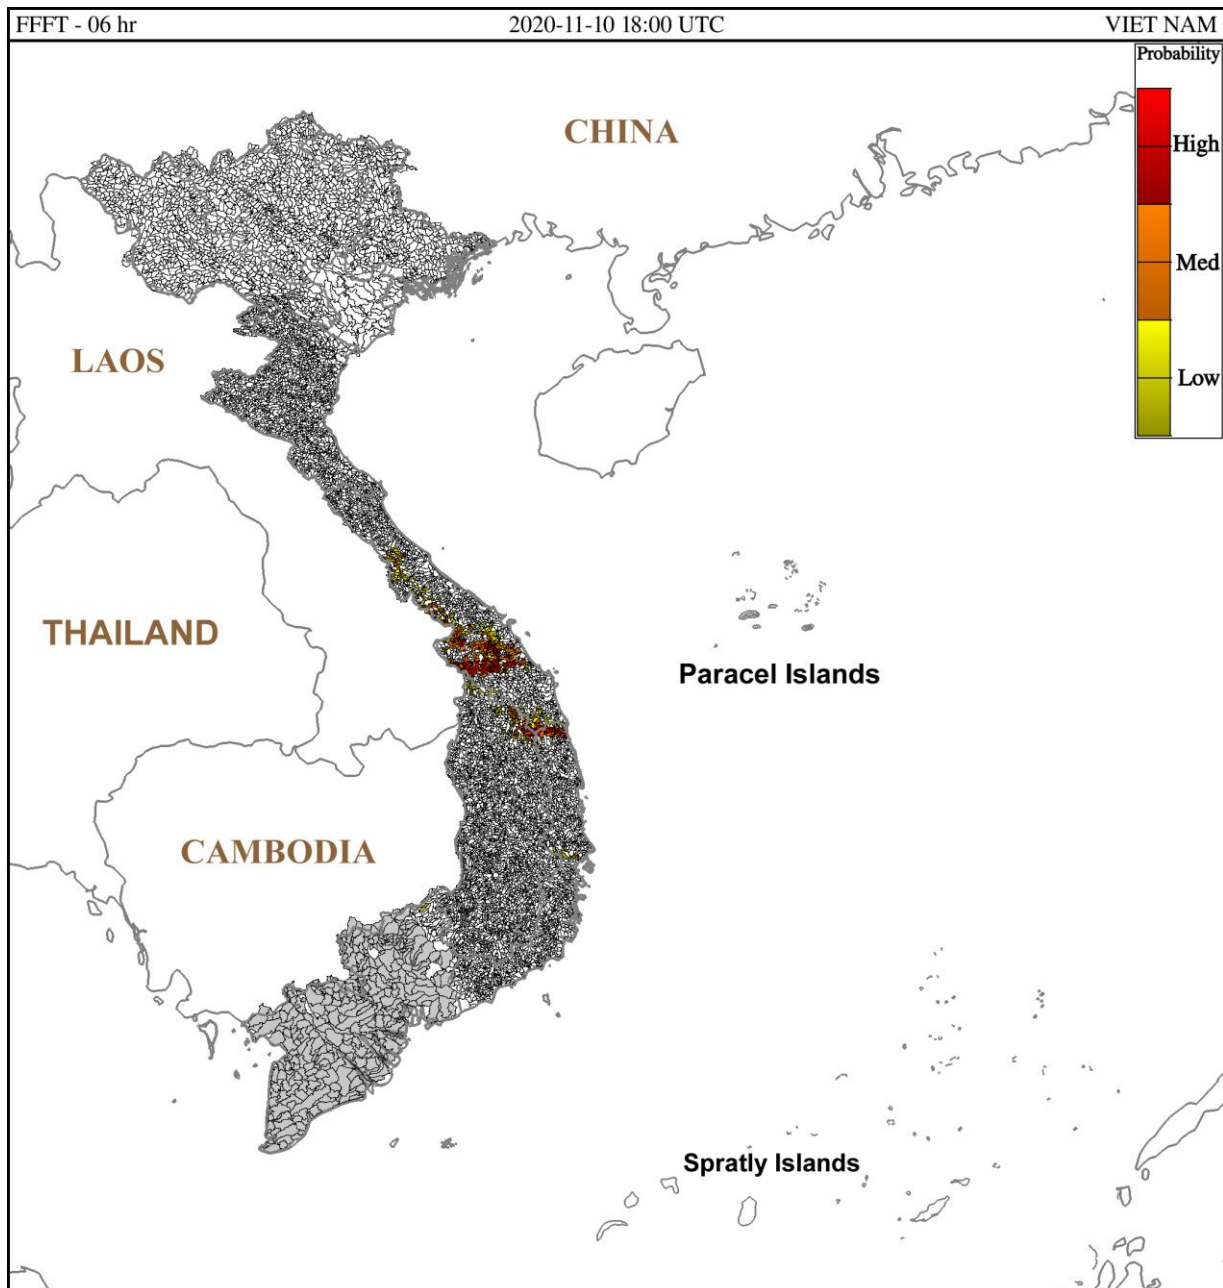 FFFT - 06 hr 2020-11-10 18:00 UTC VIET NAM
Probability
CHINA
High
Med
LAOS
Low
THAILAND
Paracel Islands
CAMBODIA
Spratly Islands